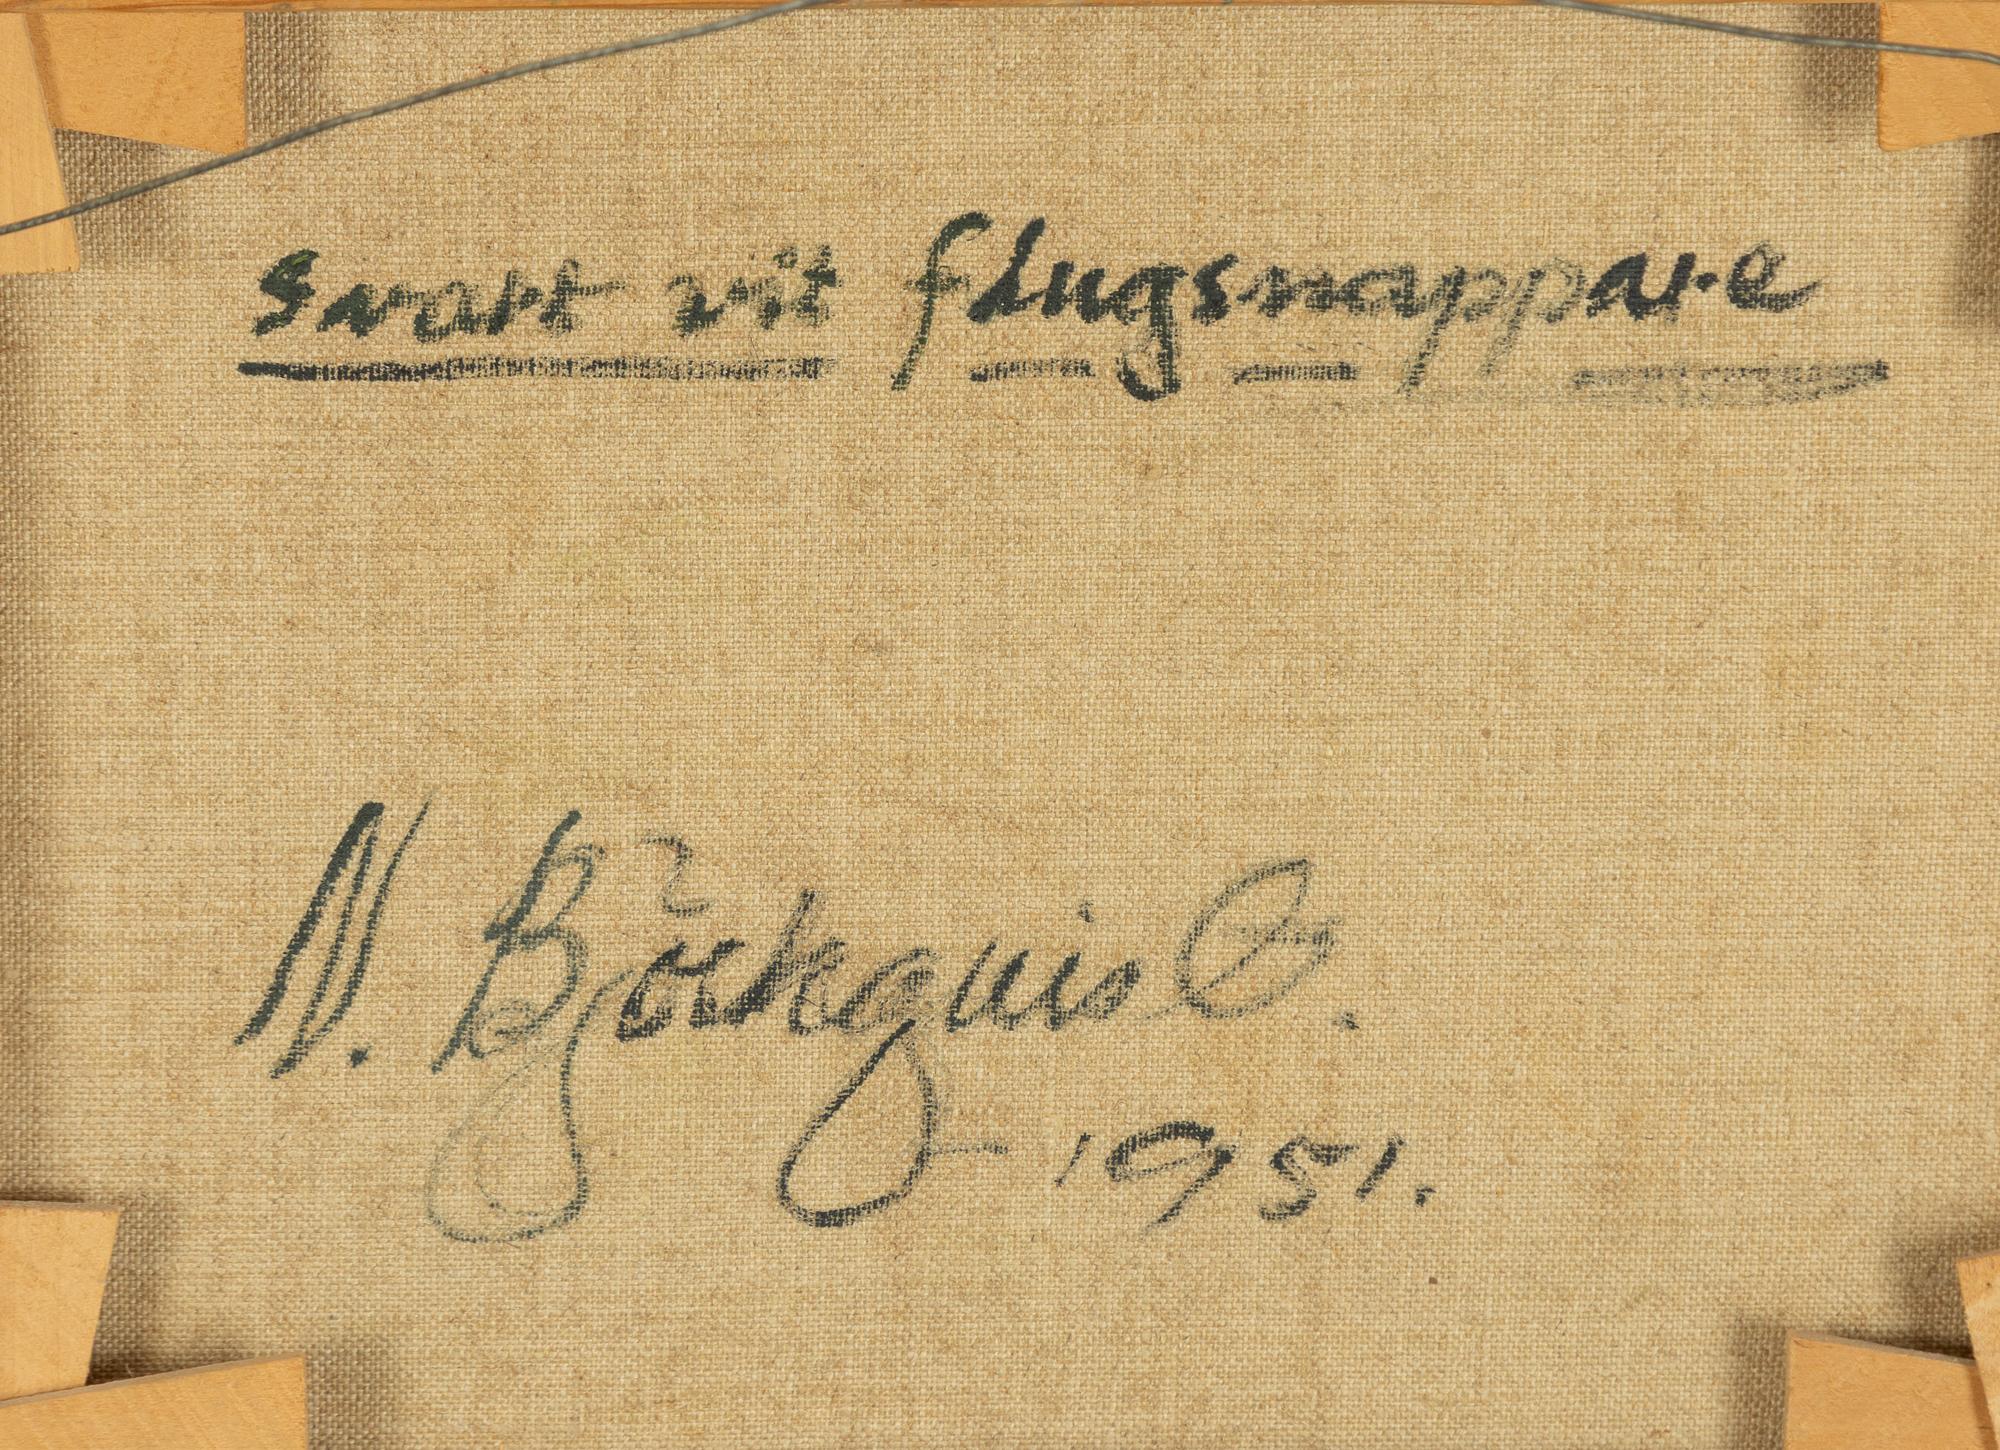 Svart vit flugsnappare
N. Björkquist.
1951.